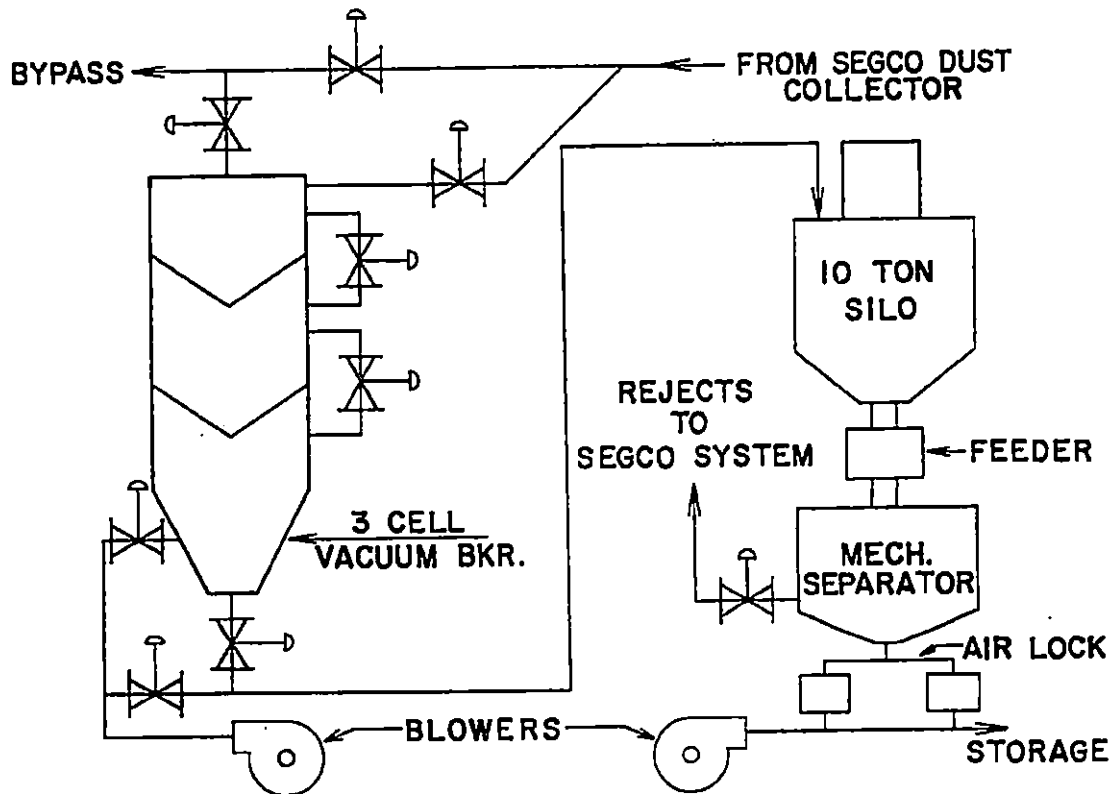 BYPASS
FROM SEGCO DUST
COLLECTOR
10 TON
SILO
REJECTS
TO
SEGCO SYSTEM
FEEDER
3 CELL
VACUUM BKR.
MECH.
SEPARATOR
AIR LOCK
BLOWERS
STORAGE